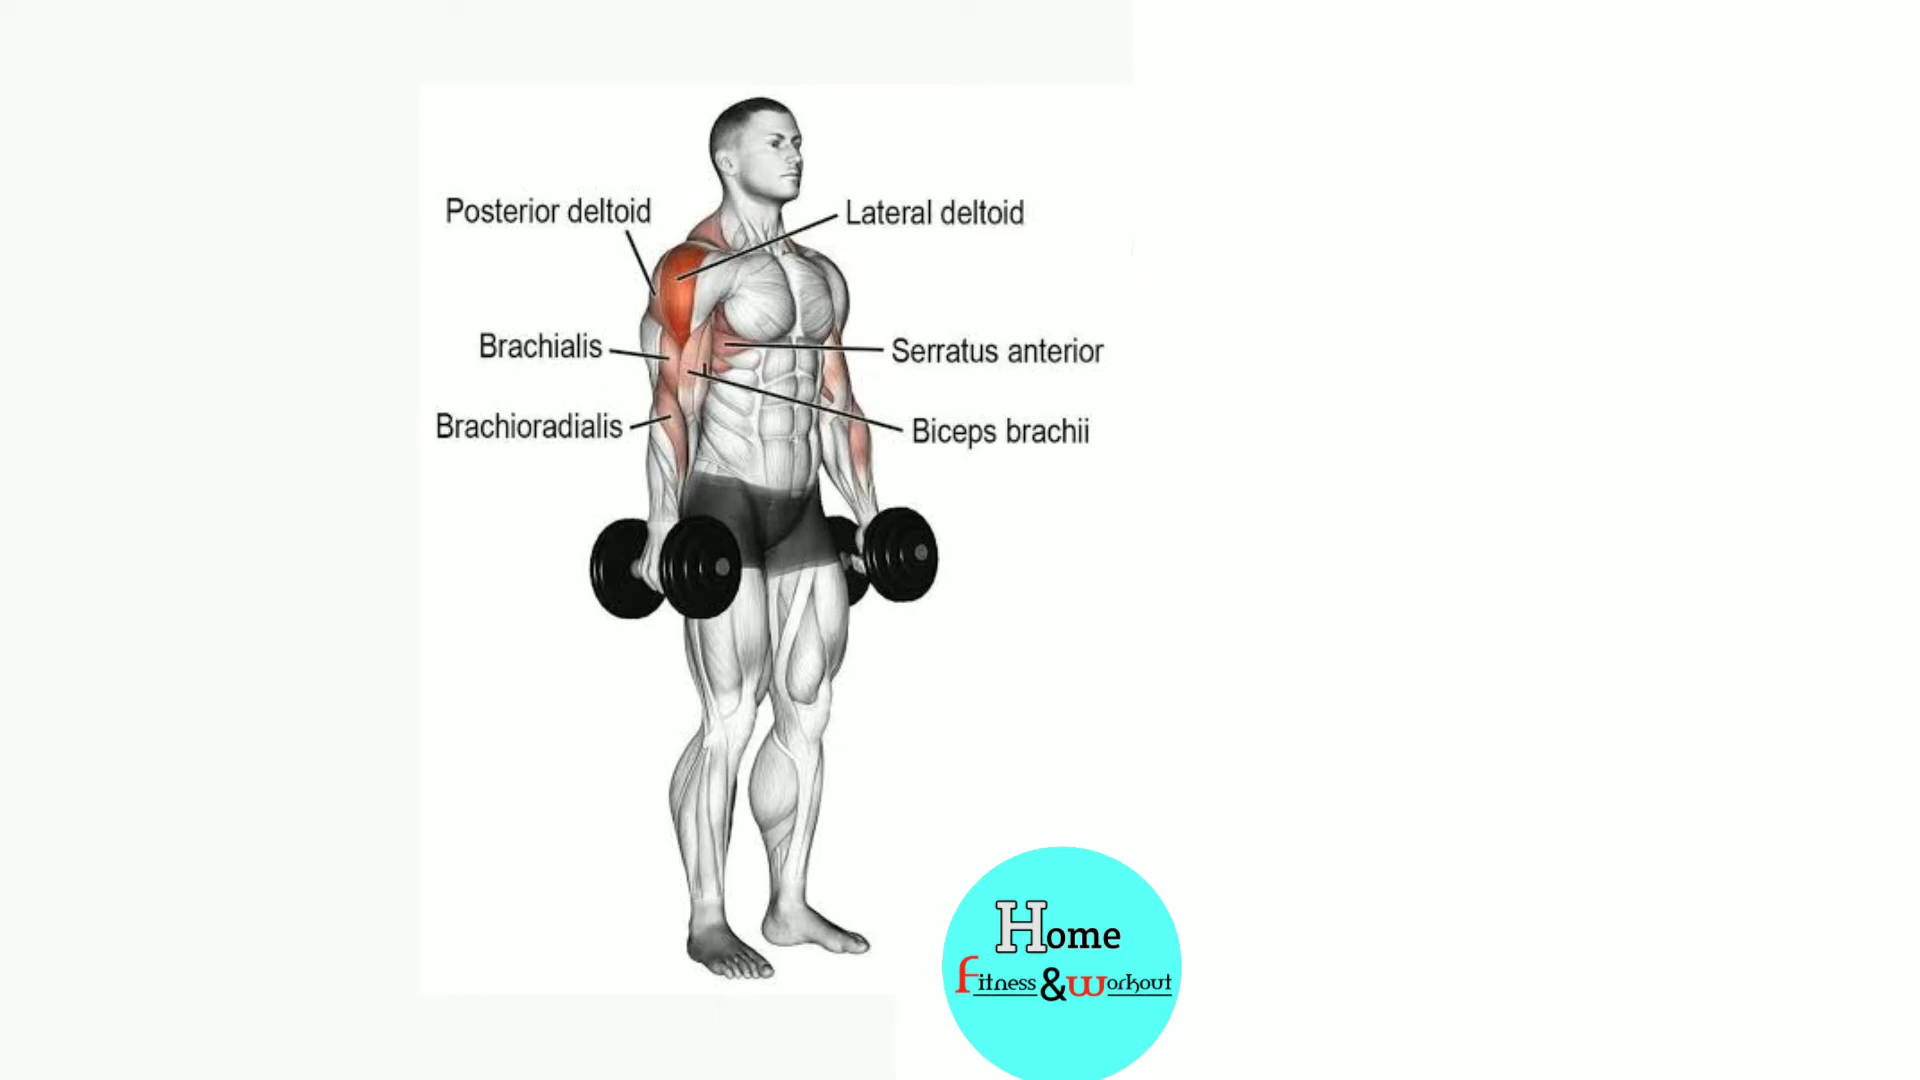 Posterior deltoid
Lateral deltoid
Brachialis
Serratus anterior
Brachioradialis
Biceps brachii
Home
Fitness&workout